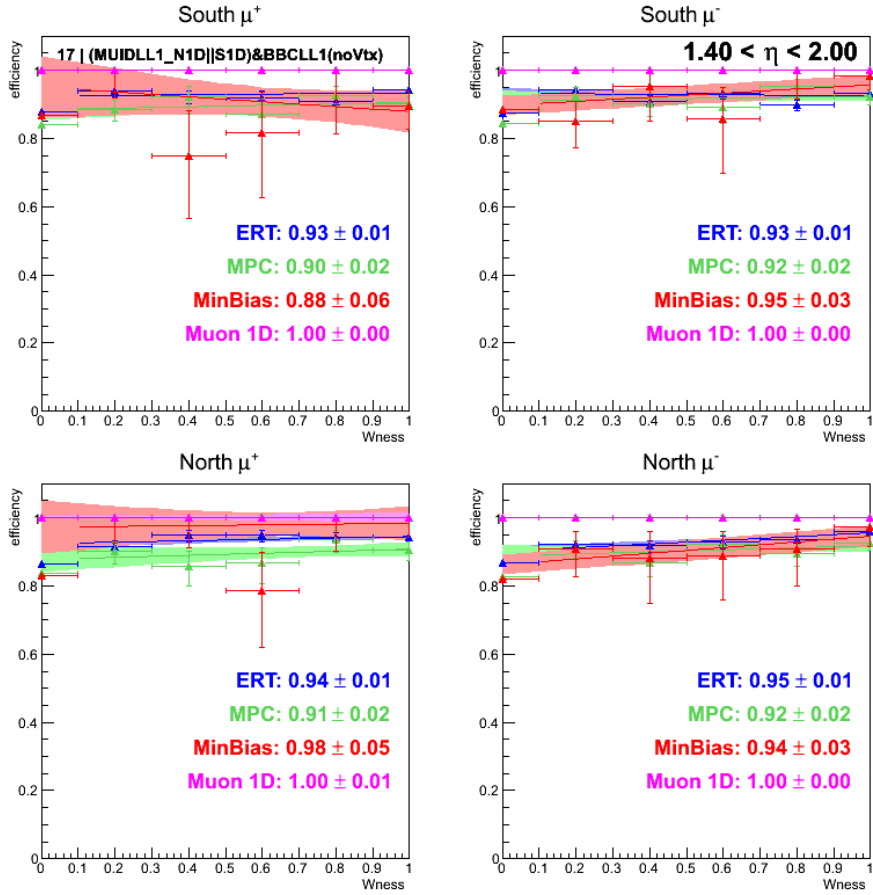 South μ+
17 | (MUIDLL1_N1D||S1D)&BBCLL1(noVtx)
efficiency
1
0.8
0.6
0.4
0.2
0
ERT: 0.93 ± 0.01
MPC: 0.90 ± 0.02
MinBias: 0.88 ± 0.06
Muon 1D: 1.00 ± 0.00
0 0.1 0.2 0.3 0.4 0.5 0.6 0.7 0.8 0.9 1
Wness
South μ-
1.40 < η < 2.00
efficiency
1
0.8
0.6
0.4
0.2
0
ERT: 0.93 ± 0.01
MPC: 0.92 ± 0.02
MinBias: 0.95 ± 0.03
Muon 1D: 1.00 ± 0.00
0 0.1 0.2 0.3 0.4 0.5 0.6 0.7 0.8 0.9 1
Wness
North μ+
efficiency
1
0.8
0.6
0.4
0.2
0
ERT: 0.94 ± 0.01
MPC: 0.91 ± 0.02
MinBias: 0.98 ± 0.05
Muon 1D: 1.00 ± 0.01
0 0.1 0.2 0.3 0.4 0.5 0.6 0.7 0.8 0.9 1
Wness
North μ-
efficiency
1
0.8
0.6
0.4
0.2
0
ERT: 0.95 ± 0.01
MPC: 0.92 ± 0.02
MinBias: 0.94 ± 0.03
Muon 1D: 1.00 ± 0.00
0 0.1 0.2 0.3 0.4 0.5 0.6 0.7 0.8 0.9 1
Wness